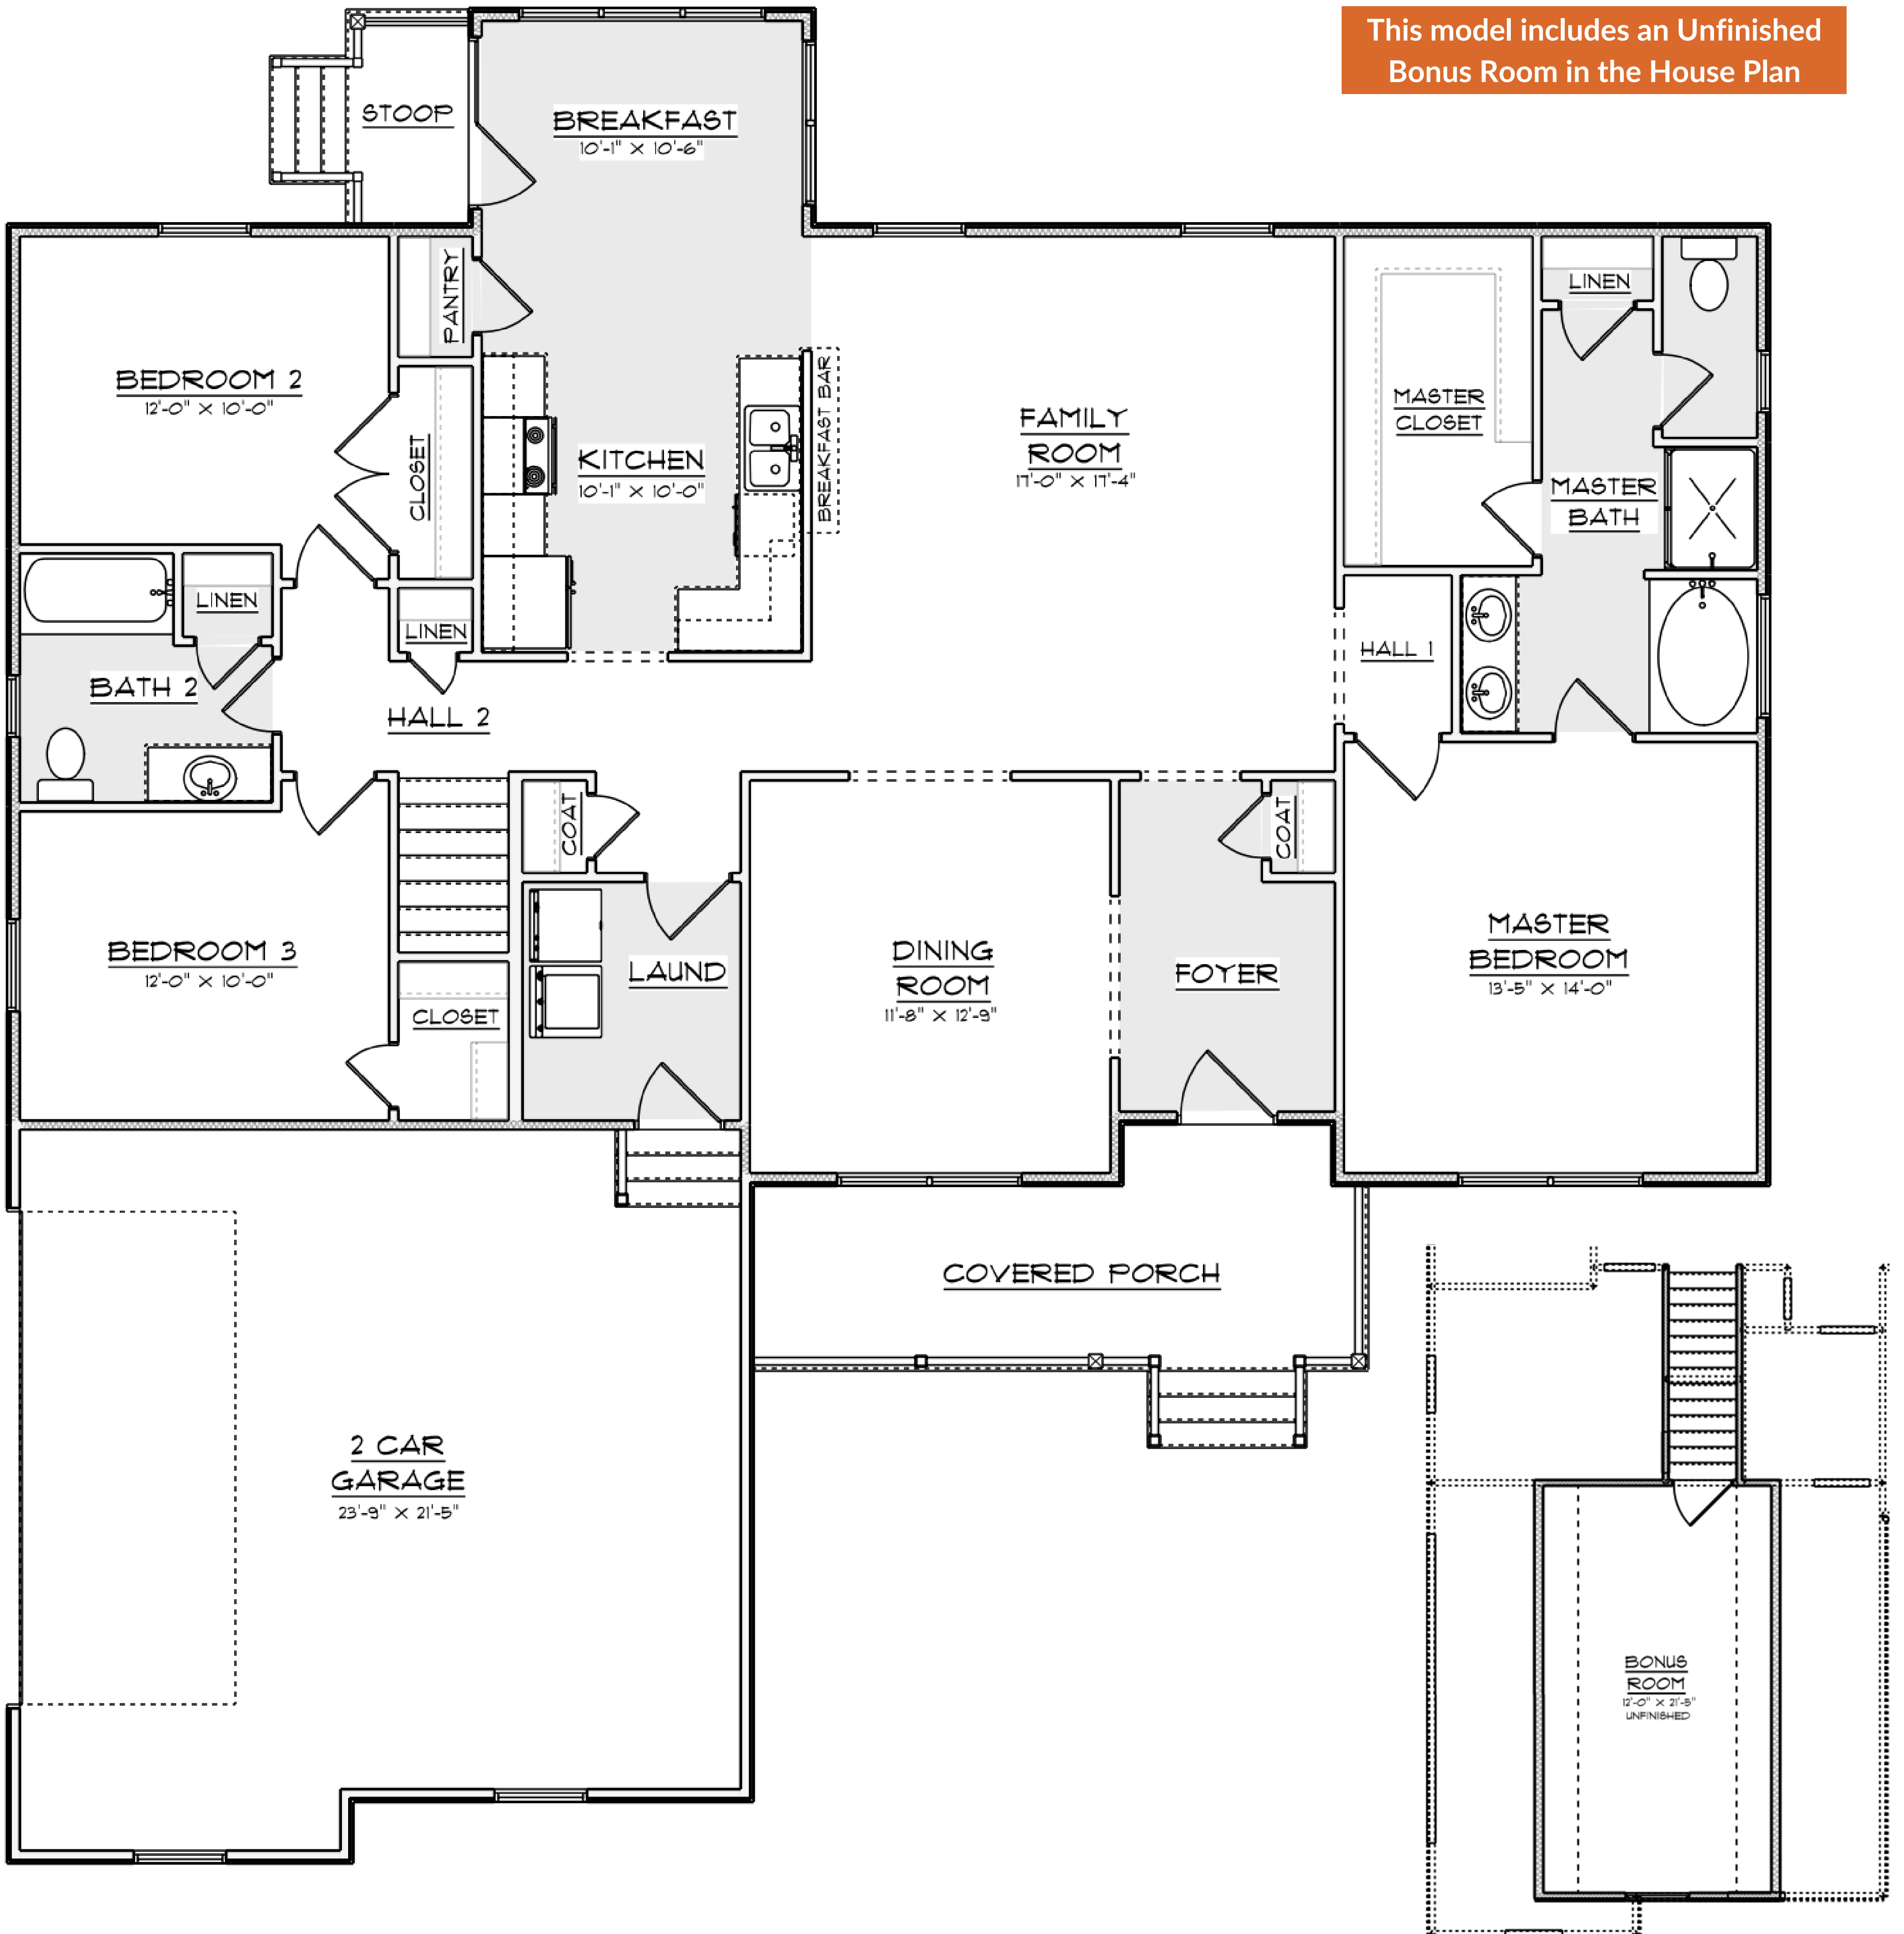 This model includes an Unfinished
Bonus Room in the House Plan
STOOP
BREAKFAST
10'-1" X 10'-6"
PANTRY
BEDROOM 2
12'-0" X 10'-0"
CLOSET
KITCHEN
10'-1" X 10'-0"
BREAKFAST BAR
FAMILY
ROOM
17'-0" X 17'-4"
MASTER
CLOSET
LINEN
MASTER
BATH
LINEN
LINEN
BATH 2
HALL 2
HALL 1
COAT
COAT
BEDROOM 3
12'-0" X 10'-0"
CLOSET
LAUND
DINING
ROOM
11'-8" X 12'-9"
FOYER
MASTER
BEDROOM
13'-5" X 14'-0"
COVERED PORCH
2 CAR
GARAGE
23'-9" X 21'-5"
BONUS
ROOM
12'-0" X 21'-5"
UNFINISHED